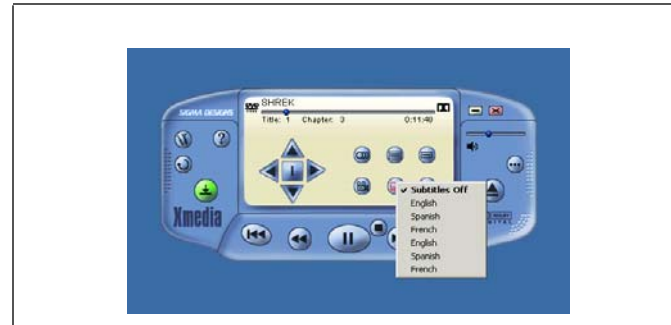 SHREK
SIGMA DESIGNS
Title: 1 Chapter: 3 0:11:40
?
Xmedia
✓ Subtitles Off
English
Spanish
French
English
Spanish
French